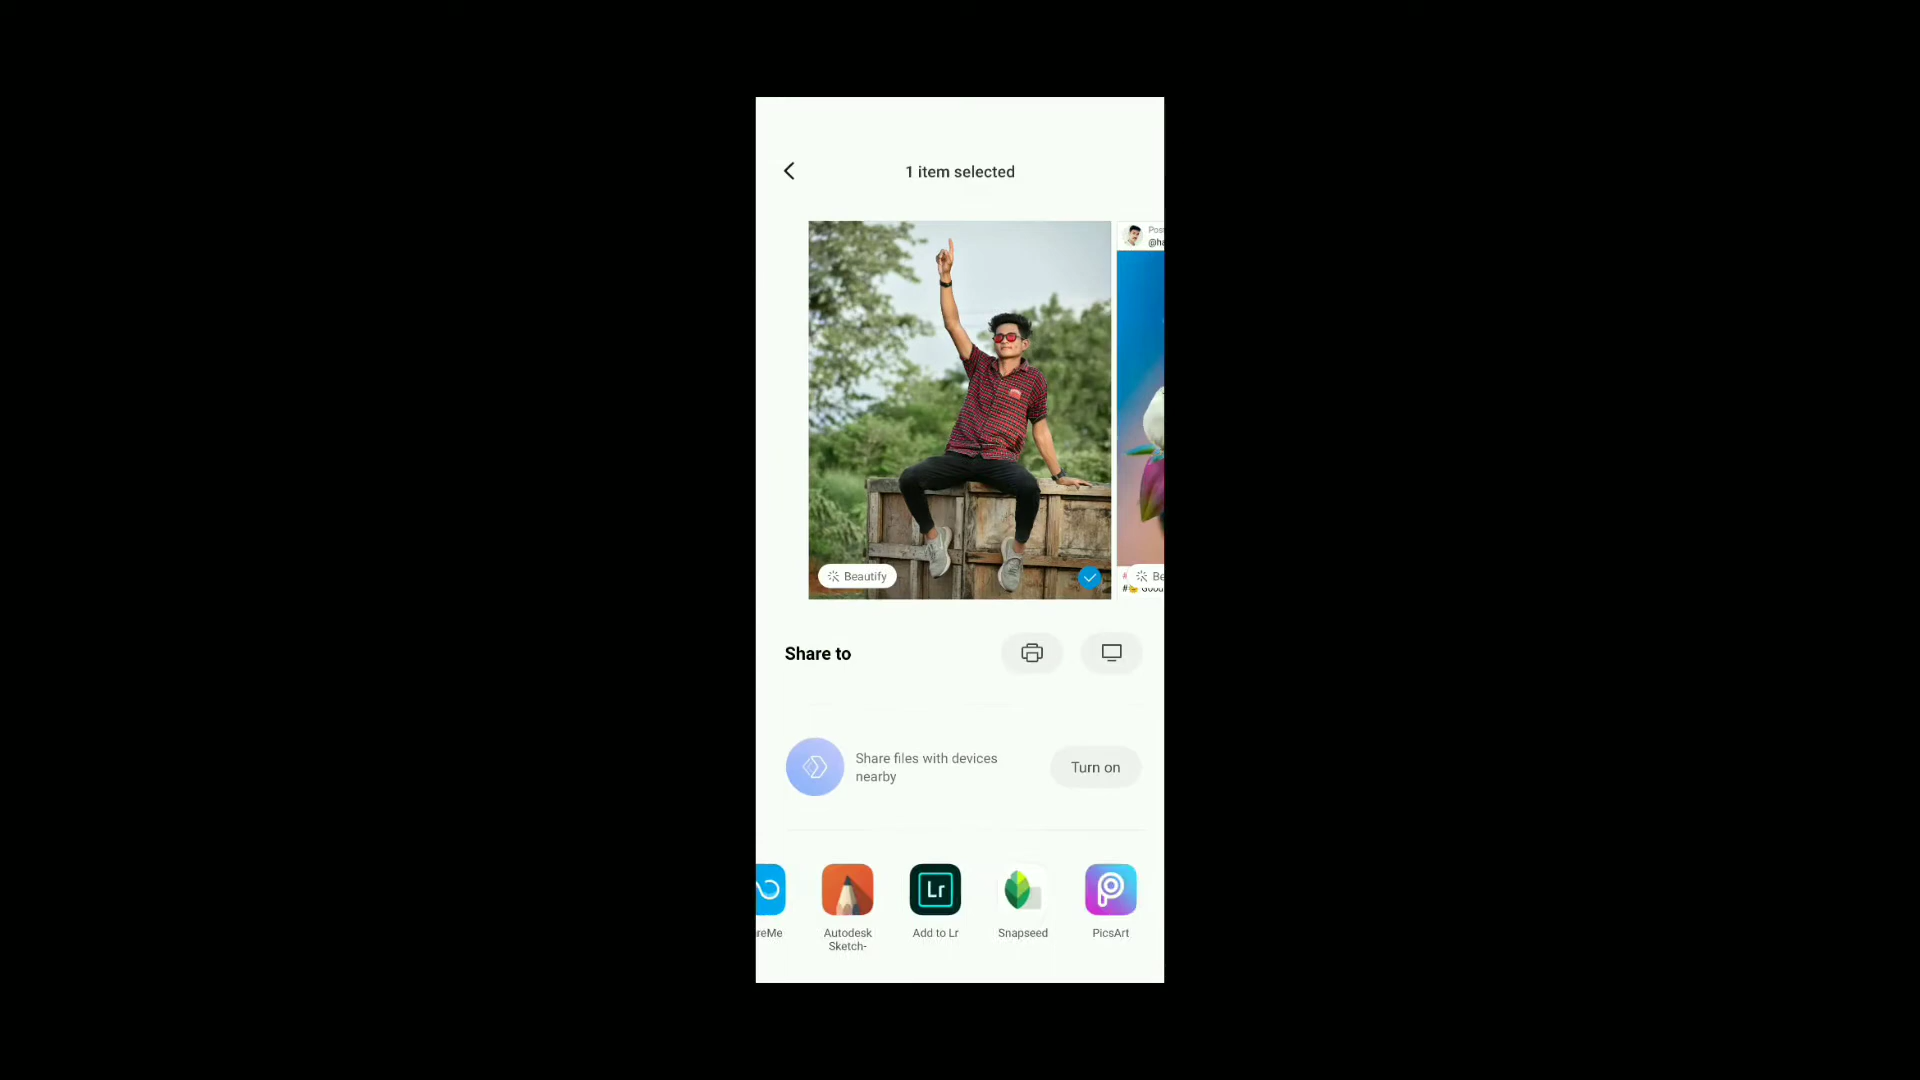 1 item selected
Beautify
Share to
Share files with devices
nearby
Turn on
reMe
Autodesk
Sketch-
Add to Lr
Lr
Snapseed
PicsArt